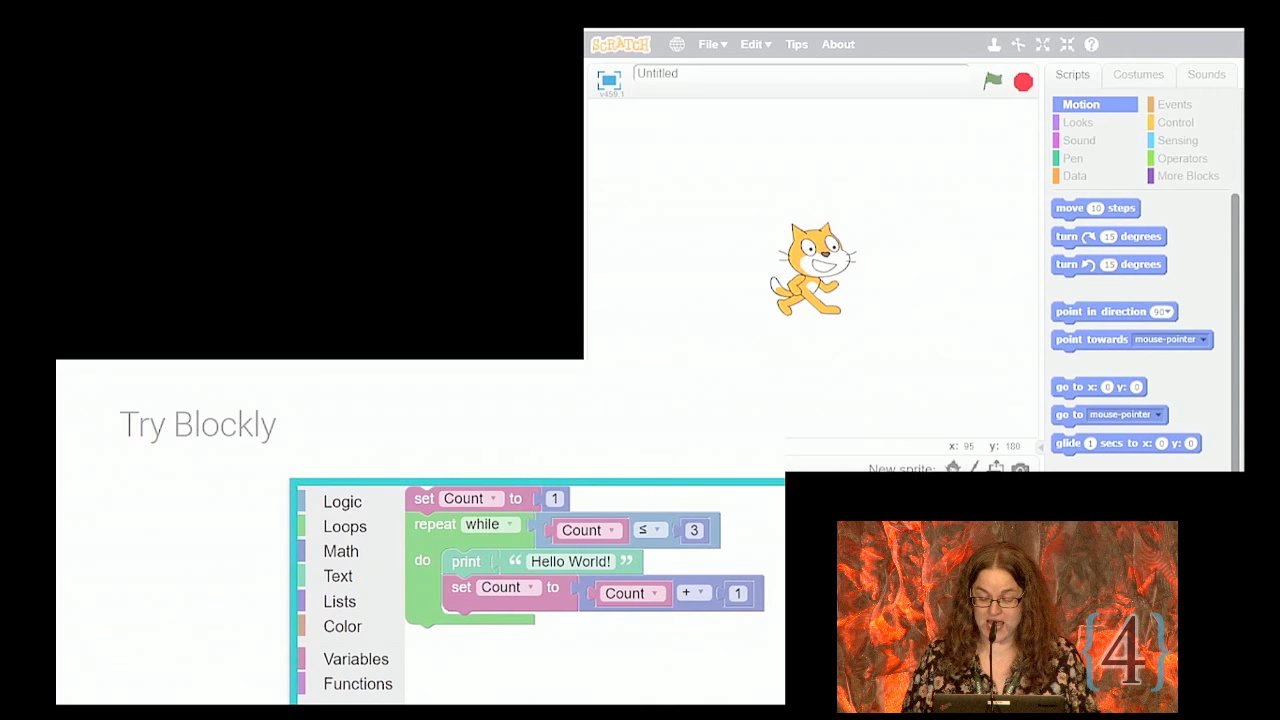 SCRATCH File Edit Tips About
v459.1 Untitled
Scripts Costumes Sounds
Motion Events
Looks Control
Sound Sensing
Pen Operators
Data More Blocks
move 10 steps
turn 15 degrees
turn 15 degrees
point in direction 90
point towards mouse-pointer
go to x: 0 y: 0
go to mouse-pointer
glide 1 secs to x: 0 y: 0
x: 95 y: 180
New sprite:
Try Blockly
Logic
Loops
Math
Text
Lists
Color
Variables
Functions
set Count to 1
repeat while Count ≤ 3
do print “ Hello World! ”
set Count to Count + 1
{4}